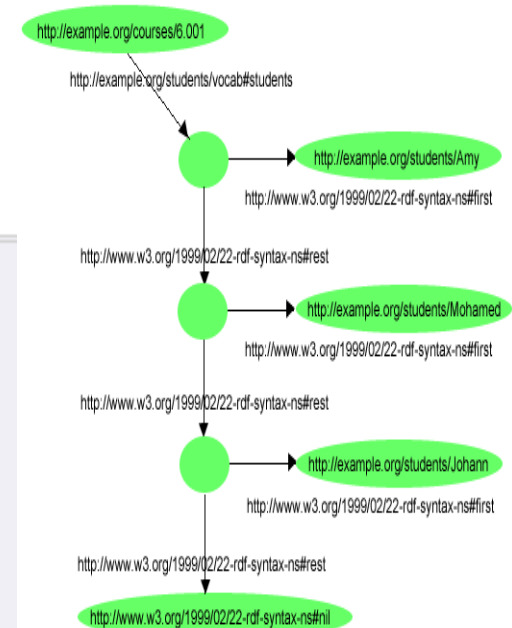 http://example.org/courses/6.001
http://example.org/students/vocab#students
http://example.org/students/Amy
http://www.w3.org/1999/02/22-rdf-syntax-ns#first
http://www.w3.org/1999/02/22-rdf-syntax-ns#rest
http://example.org/students/Mohamed
http://www.w3.org/1999/02/22-rdf-syntax-ns#first
http://www.w3.org/1999/02/22-rdf-syntax-ns#rest
http://example.org/students/Johann
http://www.w3.org/1999/02/22-rdf-syntax-ns#first
http://www.w3.org/1999/02/22-rdf-syntax-ns#rest
http://www.w3.org/1999/02/22-rdf-syntax-ns#nil